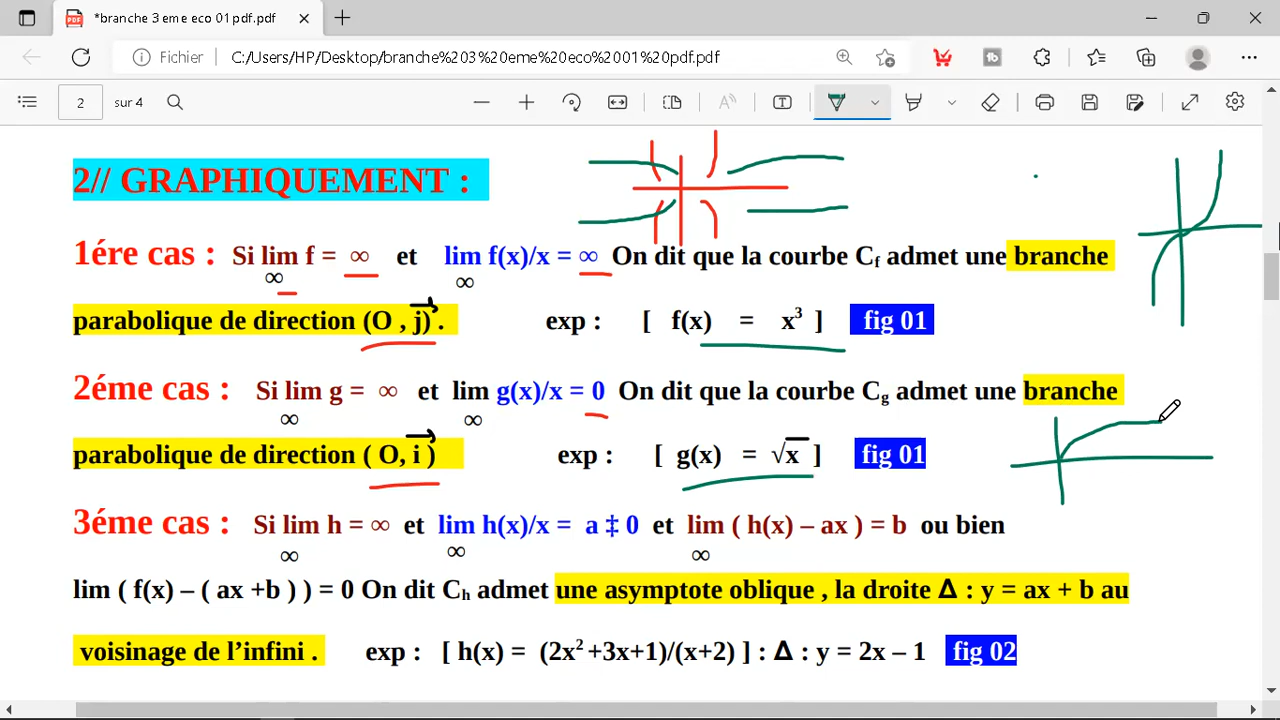 *branche 3 eme eco 01 pdf.pdf
Fichier C:/Users/HP/Desktop/branche%203%20eme%20eco%2001%20pdf.pdf
2 sur 4
2// GRAPHIQUEMENT :
1ére cas : Si lim f = ∞ et lim f(x)/x = ∞ On dit que la courbe Cf admet une branche
∞ ∞
parabolique de direction (O , j) . exp : [ f(x) = x³ ] fig 01
2éme cas : Si lim g = ∞ et lim g(x)/x = 0 On dit que la courbe Cg admet une branche
∞ ∞
parabolique de direction ( O, i ) exp : [ g(x) = √x ] fig 01
3éme cas : Si lim h = ∞ et lim h(x)/x = a ‡ 0 et lim ( h(x) – ax ) = b ou bien
∞ ∞ ∞
lim ( f(x) – ( ax +b ) ) = 0 On dit Ch admet une asymptote oblique , la droite Δ : y = ax + b au
voisinage de l’infini . exp : [ h(x) = (2x² +3x+1)/(x+2) ] : Δ : y = 2x – 1 fig 02